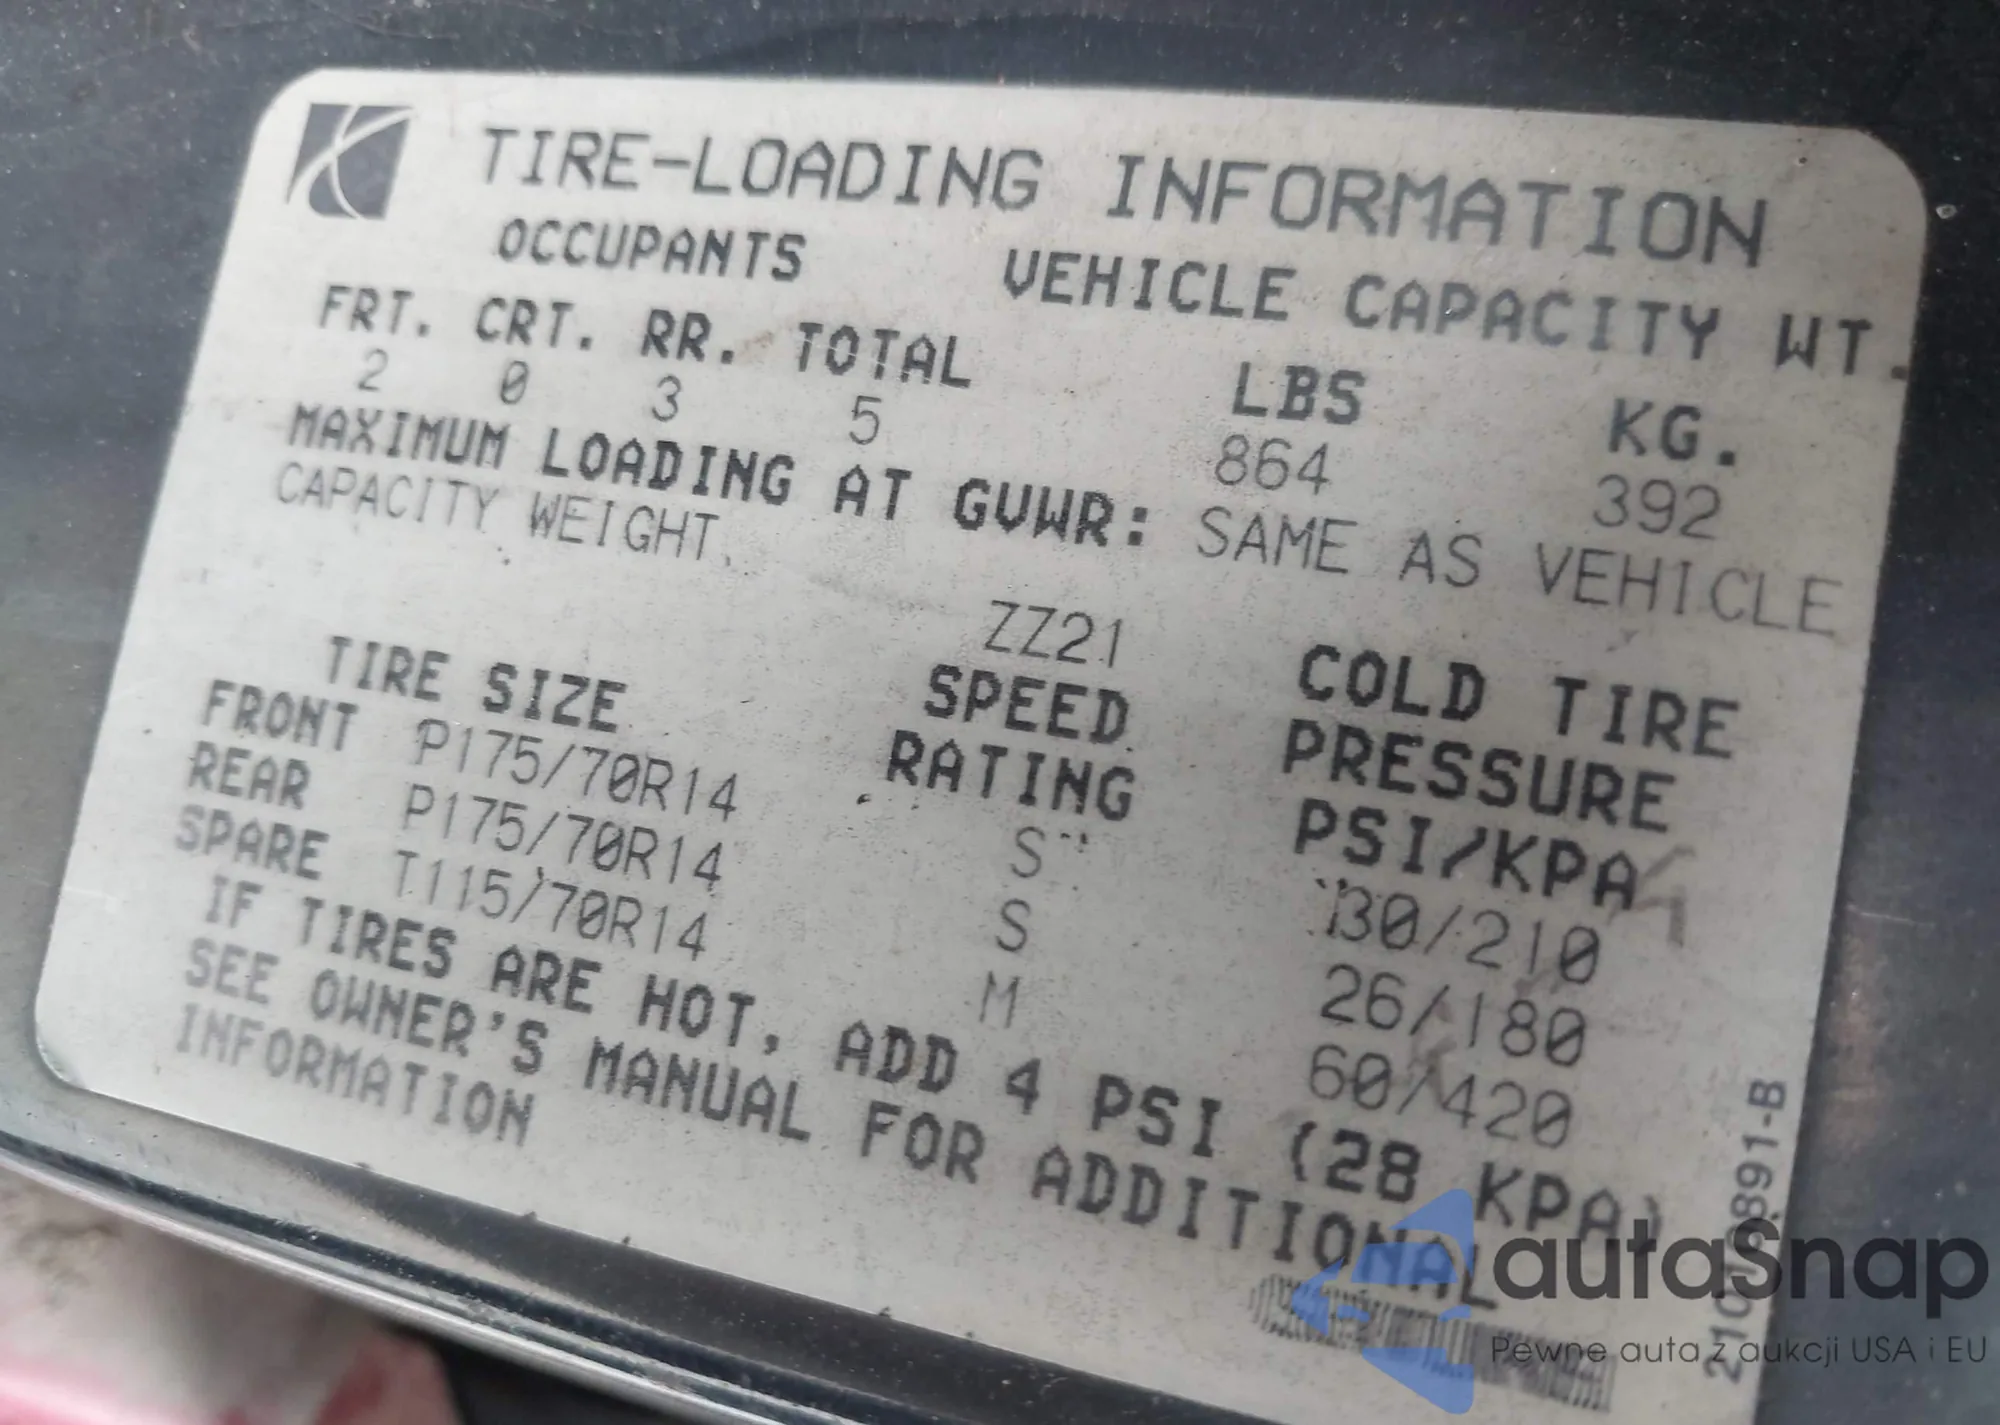 TIRE-LOADING INFORMATION
OCCUPANTS VEHICLE CAPACITY WT.
FRT. CRT. RR. TOTAL LBS KG.
2 0 3 5 864 392
MAXIMUM LOADING AT GVWR: SAME AS VEHICLE
CAPACITY WEIGHT.
ZZ21
TIRE SIZE SPEED COLD TIRE
RATING PRESSURE
PSI/KPA
FRONT P175/70R14 S 30/210
REAR P175/70R14 S 26/180
SPARE T115/70R14 M 60/420
IF TIRES ARE HOT, ADD 4 PSI (28 KPA)
SEE OWNER'S MANUAL FOR ADDITIONAL
INFORMATION
autaSnap
Pewne auta z aukcji USA i EU